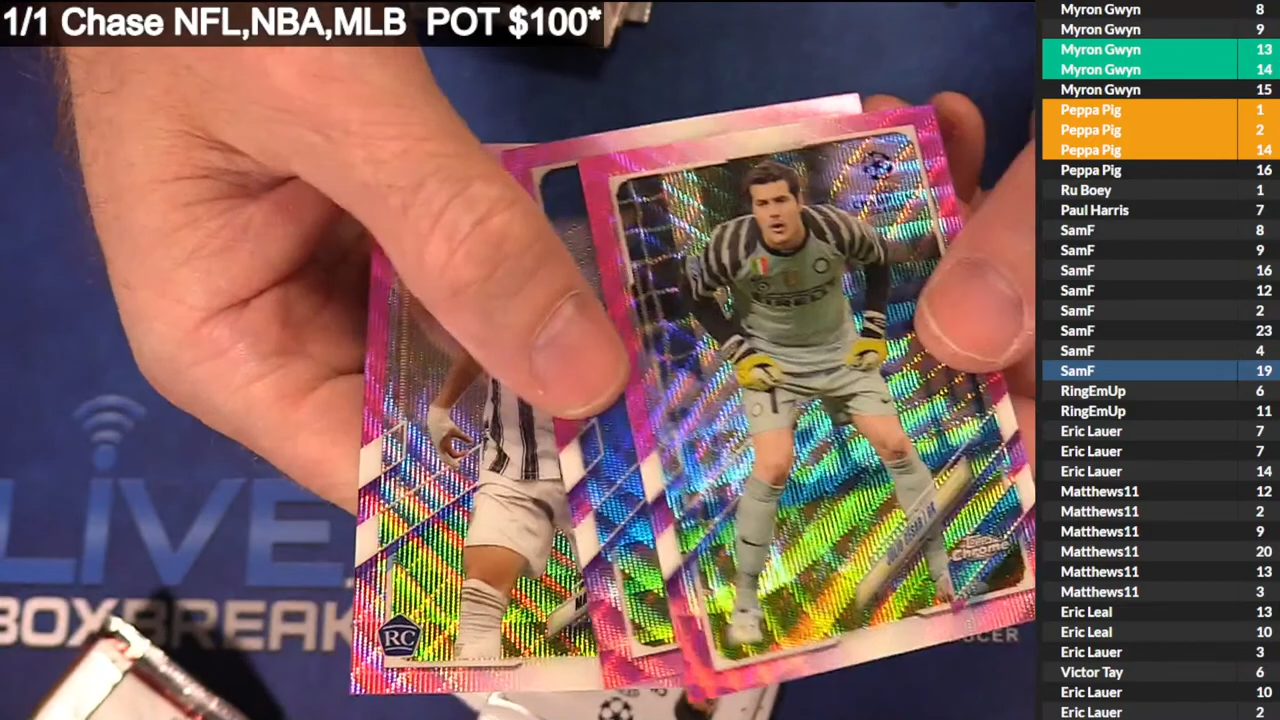 1/1 Chase NFL,NBA,MLB POT $100*
Myron Gwyn 8
Myron Gwyn 9
Myron Gwyn 13
Myron Gwyn 14
Myron Gwyn 15
Peppa Pig 1
Peppa Pig 2
Peppa Pig 14
Peppa Pig 16
Ru Boey 1
Paul Harris 7
SamF 8
SamF 9
SamF 16
SamF 12
SamF 2
SamF 23
SamF 4
SamF 19
RingEmUp 6
RingEmUp 11
Eric Lauer 7
Eric Lauer 7
Eric Lauer 14
Matthews11 12
Matthews11 2
Matthews11 9
Matthews11 20
Matthews11 13
Matthews11 3
Eric Leal 13
Eric Leal 10
Eric Lauer 3
Victor Tay 6
Eric Lauer 10
Eric Lauer 2
LIVE
BOXBREAK
RC
Chrome